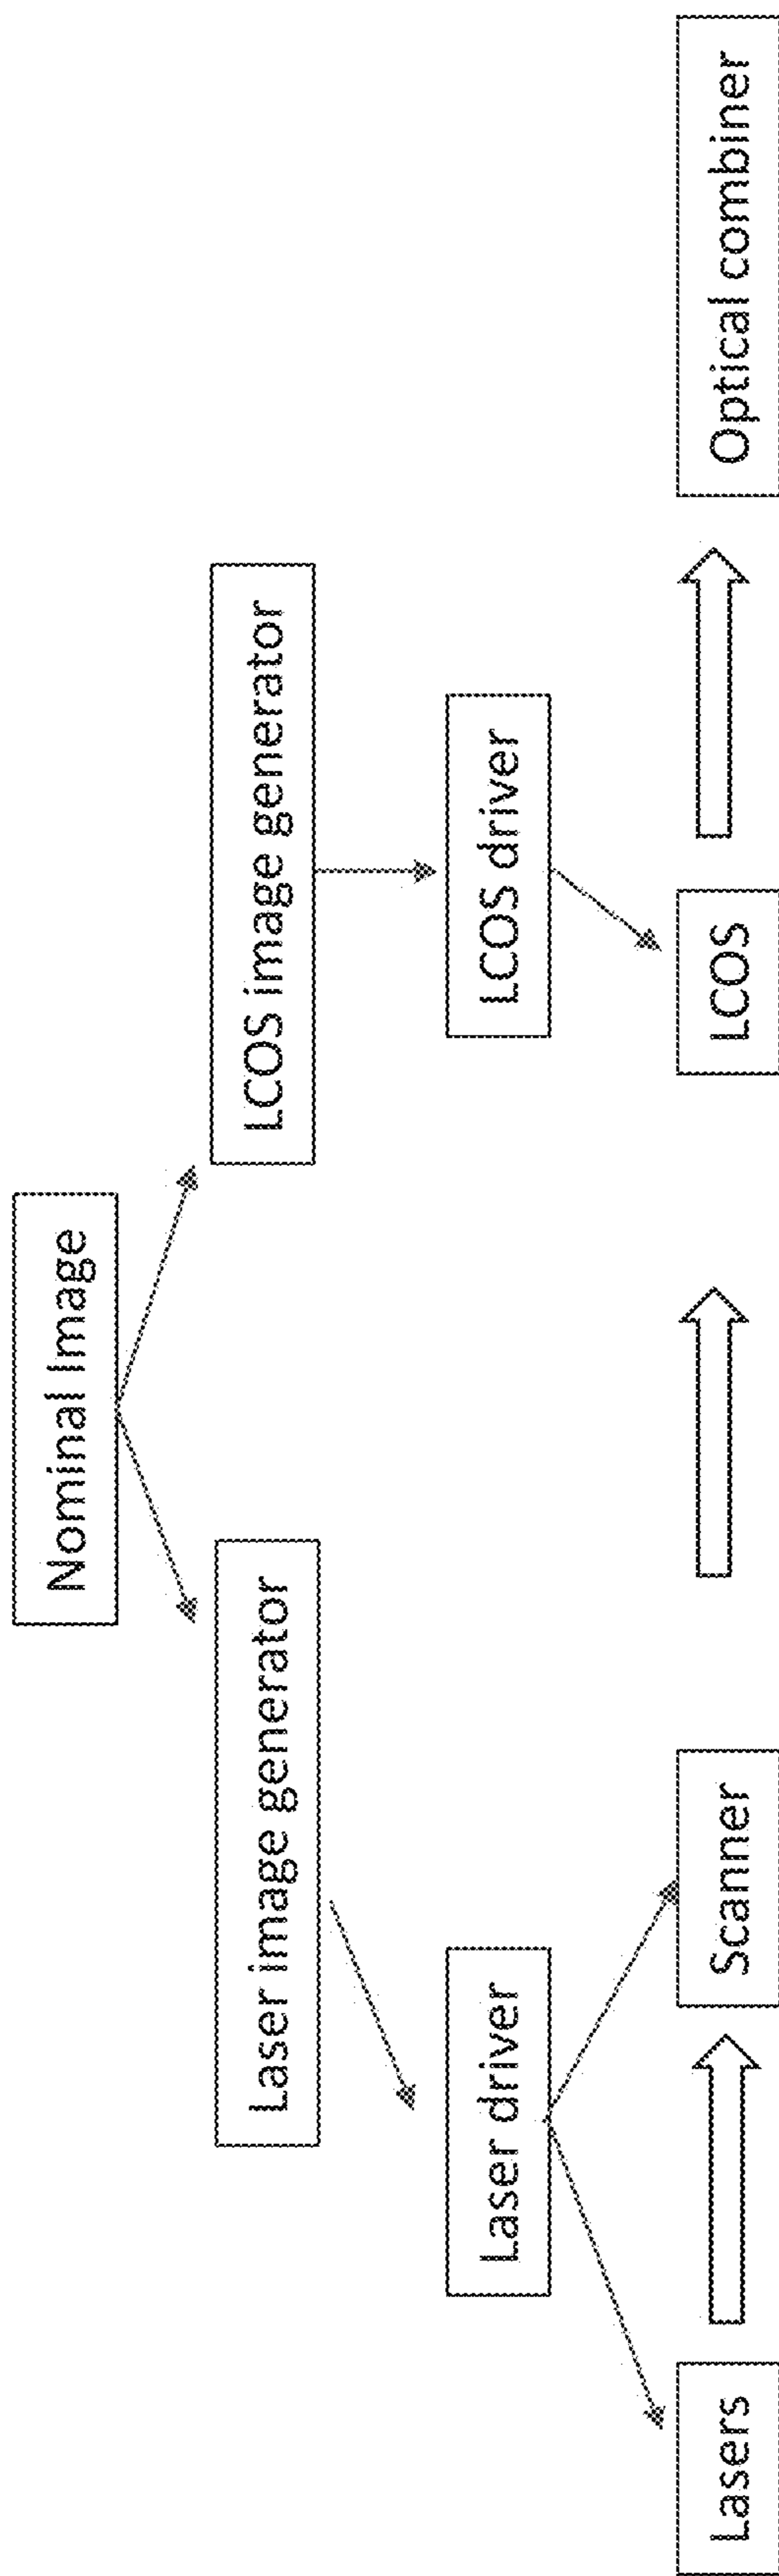 Nominal Image
Laser image generator
LCOS image generator
Laser driver
LCOS driver
Lasers
Scanner
LCOS
Optical combiner